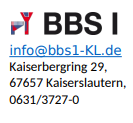 BBS I
info@bbs1-KL.de
Kaiserbergring 29,
67657 Kaiserslautern,
0631/3727-0